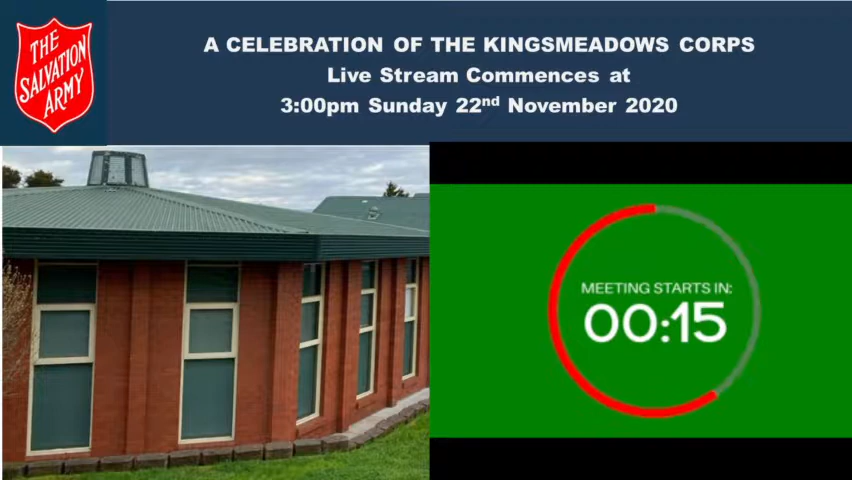 THE
SALVATION
ARMY
A CELEBRATION OF THE KINGSMEADOWS CORPS
Live Stream Commences at
3:00pm Sunday 22nd November 2020
MEETING STARTS IN:
00:15